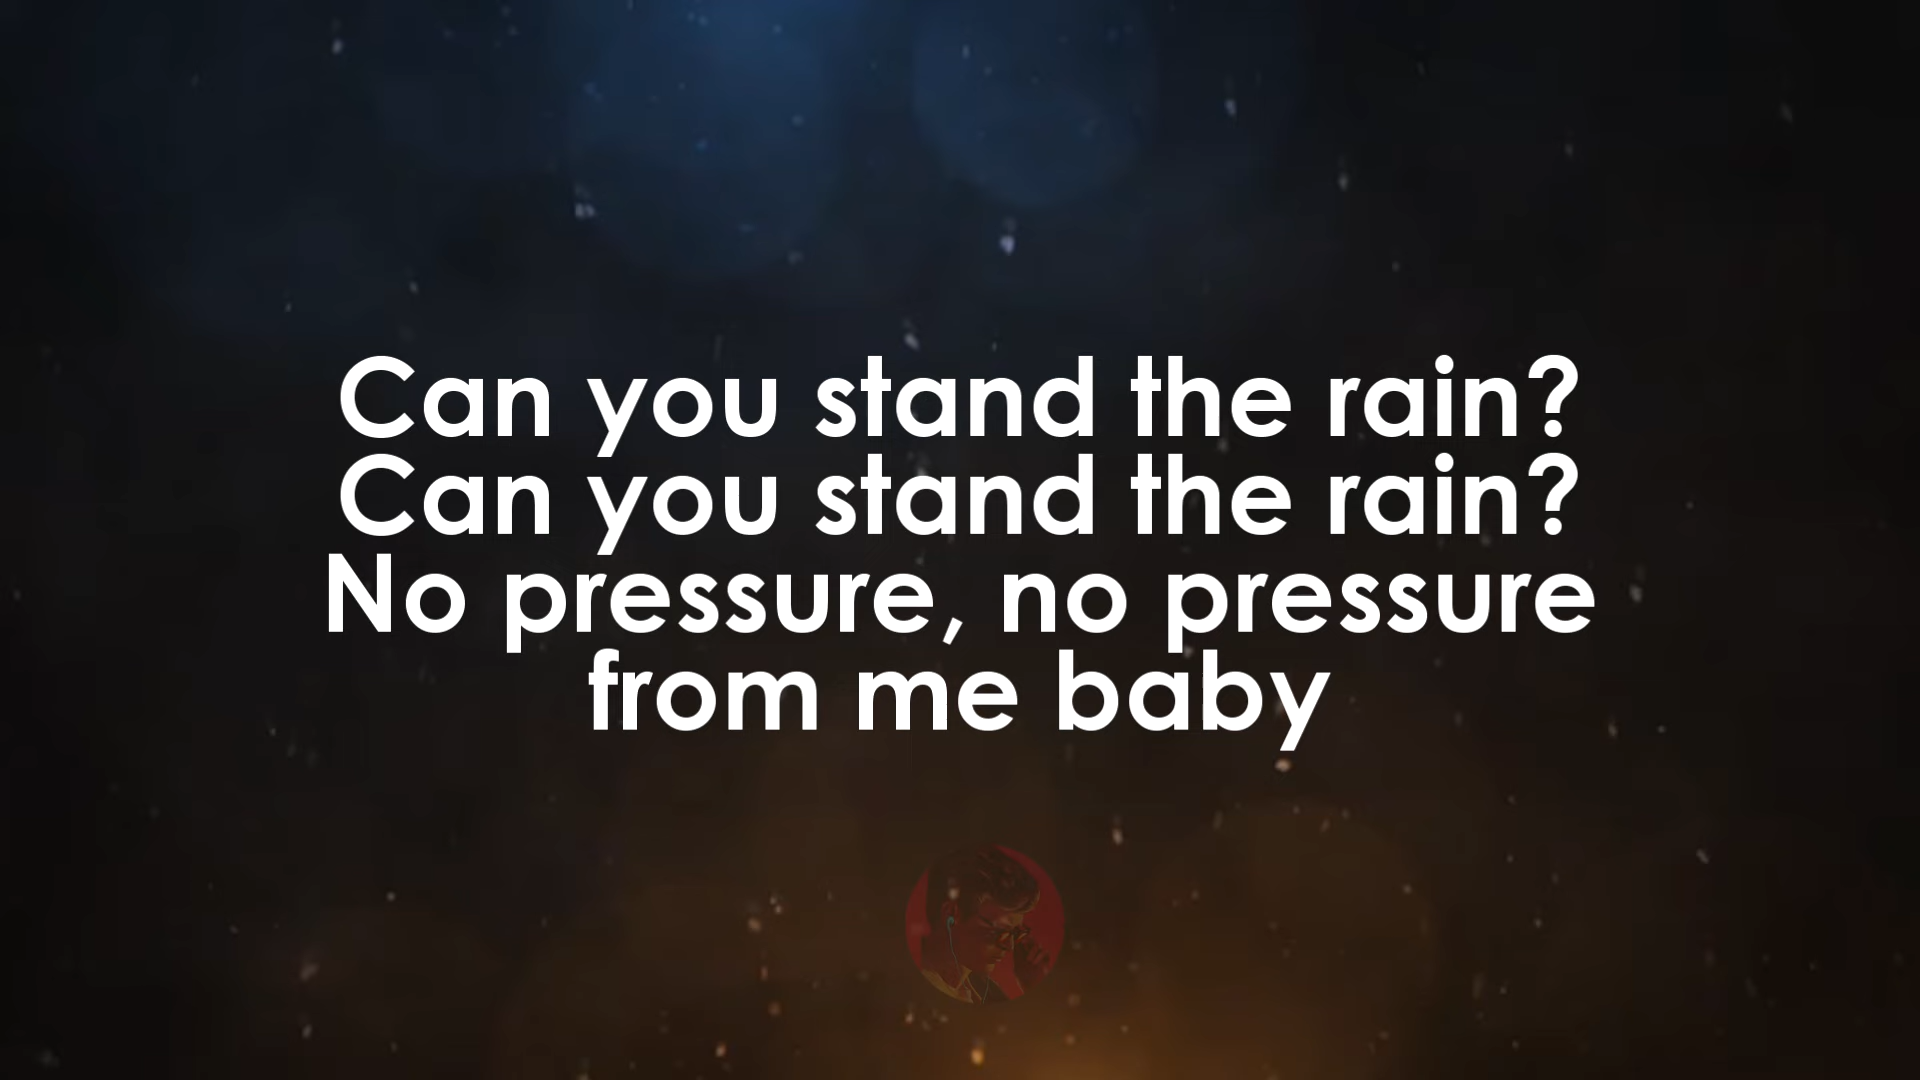 Can you stand the rain?
Can you stand the rain?
No pressure, no pressure
from me baby